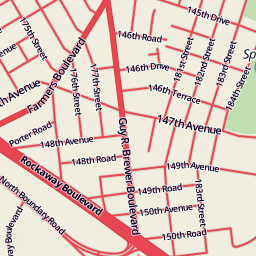 145th Drive
175th Street
146th Road
Farmers Boulevard
146th Drive
181st Street
182nd Street
183rd Street
Sp
176th Street
177th Street
146th Terrace
184th Street
h Avenue
Guy R. Brewer Boulevard
147th Avenue
Porter Road
148th Avenue
148th Road
149th Avenue
Rockaway Boulevard
149th Road
183rd Street
North Boundary Road
150th Avenue
ay Boulevard
150th Road